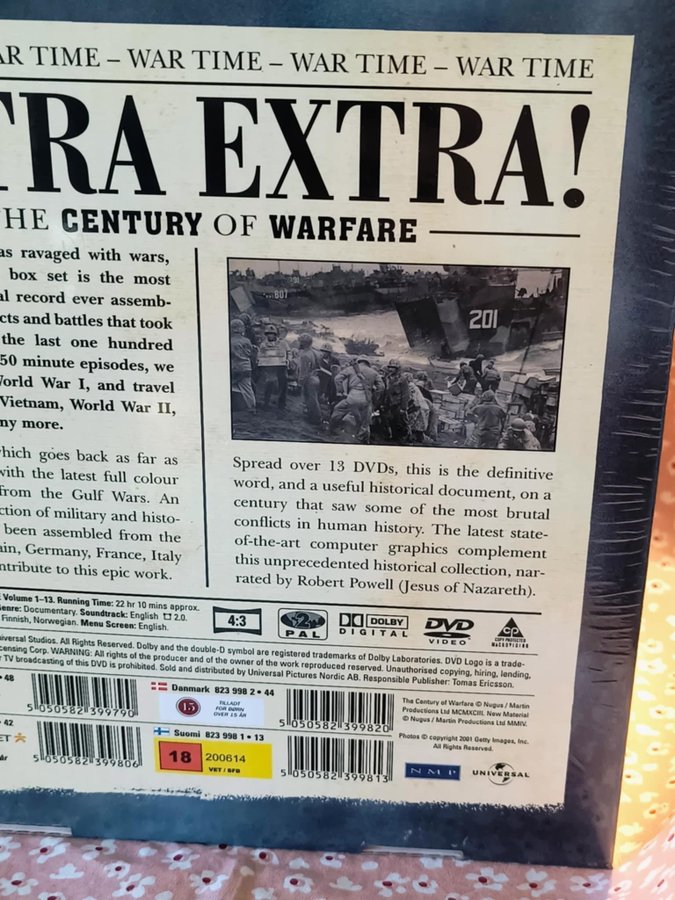 AR TIME – WAR TIME – WAR TIME – WAR TIME
TRA EXTRA!
HE CENTURY OF WARFARE
as ravaged with wars,
box set is the most
al record ever assemb-
cts and battles that took
the last one hundred
50 minute episodes, we
World War I, and travel
Vietnam, World War II,
ny more.
which goes back as far as
with the latest full colour
from the Gulf Wars. An
ction of military and histo-
been assembled from the
ain, Germany, France, Italy
ntribute to this epic work.
807
201
Spread over 13 DVDs, this is the definitive
word, and a useful historical document, on a
century that saw some of the most brutal
conflicts in human history. The latest state-
of-the-art computer graphics complement
this unprecedented historical collection, nar-
rated by Robert Powell (Jesus of Nazareth).
E Volume 1–13. Running Time: 22 hr 10 mins approx.
enre: Documentary. Soundtrack: English 2.0.
Finnish, Norwegian. Menu Screen: English.
4:3
2
PAL
DOLBY
DIGITAL
DVD
VIDEO
COPY PROTECTED
MACROVISION
niversal Studios. All Rights Reserved. Dolby and the double-D symbol are registered trademarks of Dolby Laboratories. DVD Logo is a trade-
icensing Corp. WARNING: All rights of the producer and of the owner of the work reproduced reserved. Unauthorised copying, hiring, lending,
r TV broadcasting of this DVD is prohibited. Sold and distributed by Universal Pictures Nordic AB. Responsible Publisher: Tomas Ericsson.
48
5 050582 399790
Danmark 823 998 2 • 44
15
TILLADT
FOR BØRN
OVER 15 ÅR
5 050582 399820
42
ET
år
5 050582 399806
Suomi 823 998 1 • 13
18
200614
VET / SFB
5 050582 399813
The Century of Warfare © Nugus / Martin
Productions Ltd MCMXCIII. New Material
© Nugus / Martin Productions Ltd MMIV.
Photos © copyright 2001 Getty Images, Inc.
All Rights Reserved.
NMP
UNIVERSAL